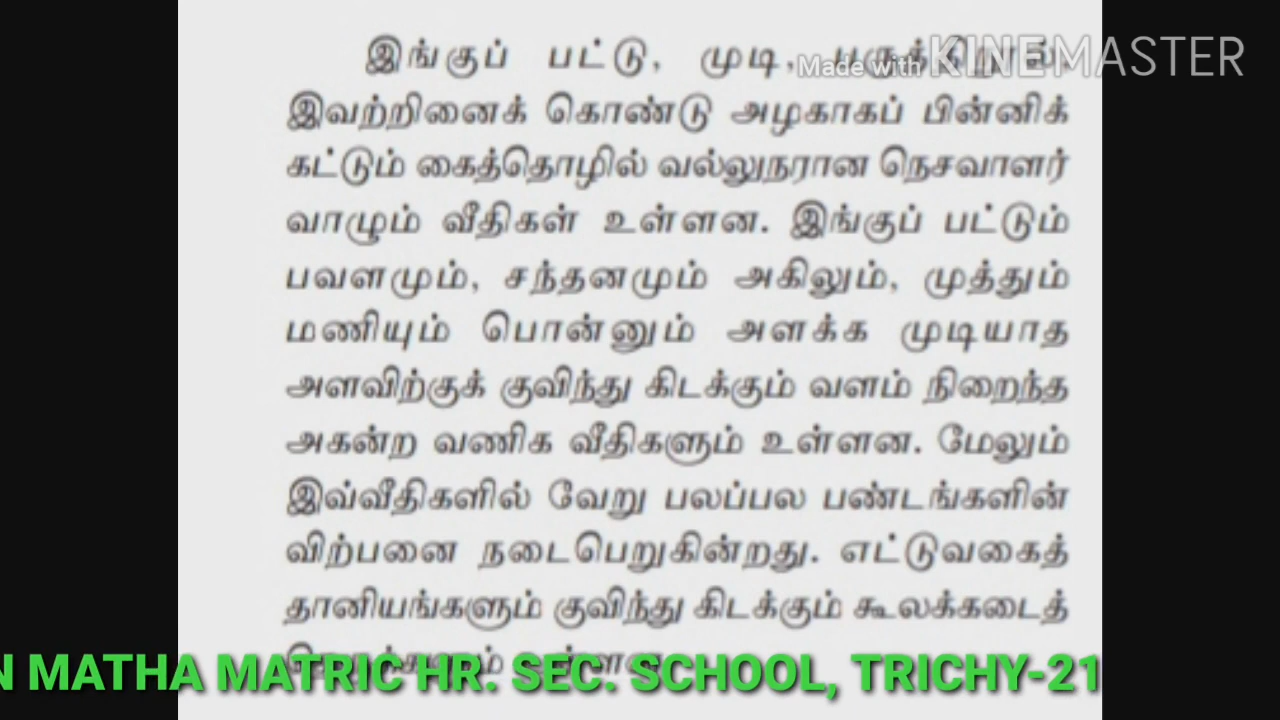 இங்குப் பட்டு, முடி,
Made with KINEMASTER
இவற்றினைக் கொண்டு அழகாகப் பின்னிக்
கட்டும் கைத்தொழில் வல்லுநரான நெசவாளர்
வாழும் வீதிகள் உள்ளன. இங்குப் பட்டும்
பவளமும், சந்தனமும் அகிலும், முத்தும்
மணியும் பொன்னும் அளக்க முடியாத
அளவிற்குக் குவிந்து கிடக்கும் வளம் நிறைந்த
அகன்ற வணிக வீதிகளும் உள்ளன. மேலும்
இவ்வீதிகளில் வேறு பலப்பல பண்டங்களின்
விற்பனை நடைபெறுகின்றது. எட்டுவகைத்
தானியங்களும் குவிந்து கிடக்கும் கூலக்கடைத்
N MATHA MATRIC HR. SEC. SCHOOL, TRICHY-21